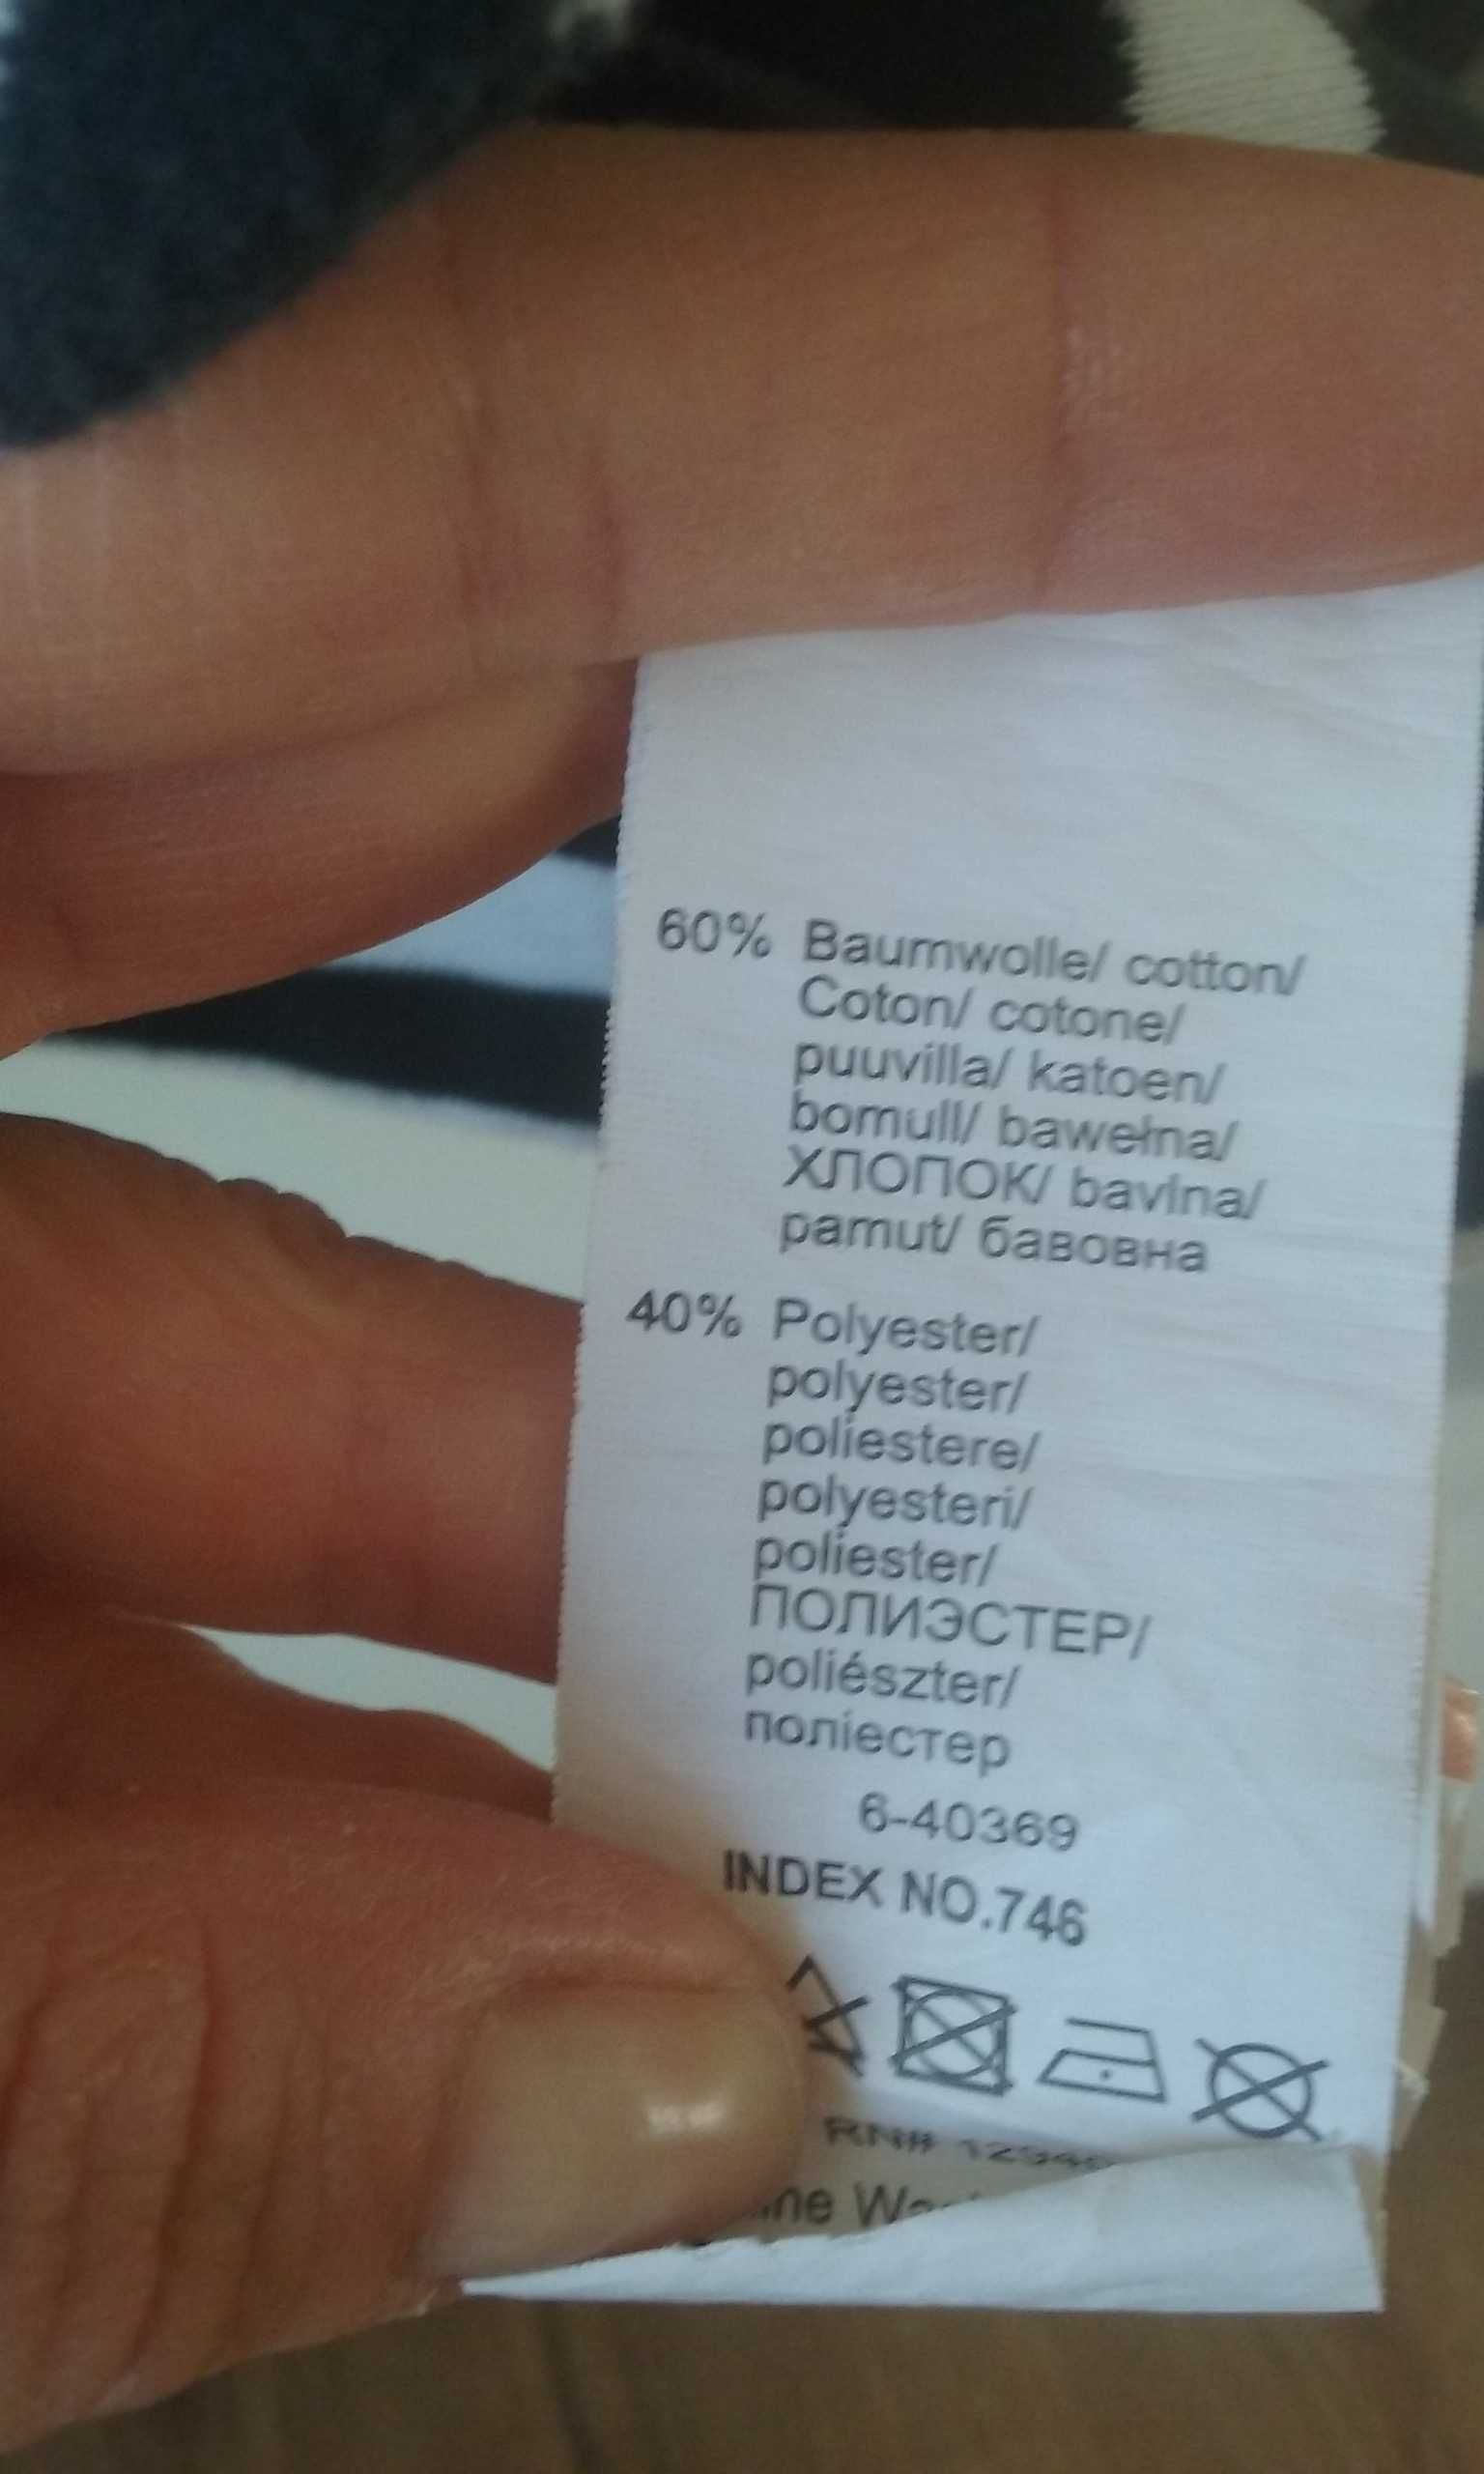 60% Baumwolle/ cotton/
Coton/ cotone/
puuvilla/ katoen/
bomull/ bawełna/
ХЛОПОК/ bavlna/
pamut/ бавовна
40% Polyester/
polyester/
poliestere/
polyesteri/
poliester/
ПОЛИЭСТЕР/
poliészter/
поліестер
6-40369
INDEX NO.746
RN#